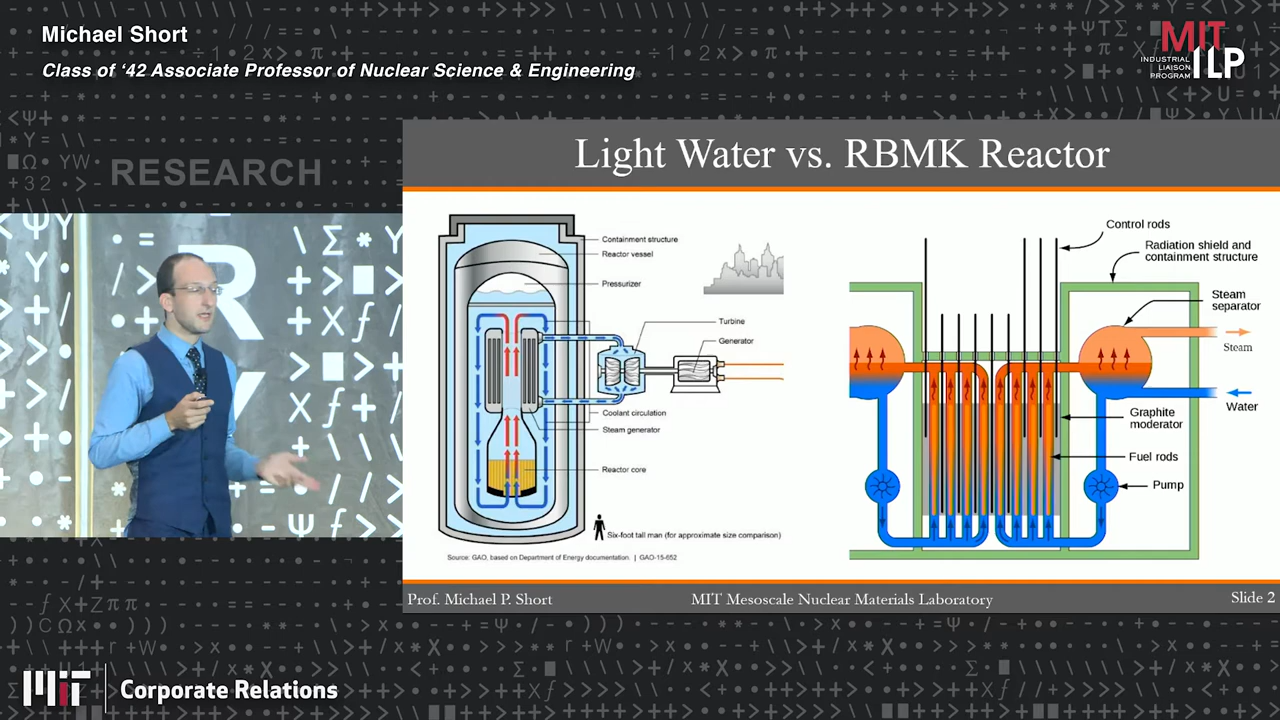 Michael Short
Class of ‘42 Associate Professor of Nuclear Science & Engineering
MIT
INDUSTRIAL
LIAISON
PROGRAM
ILP
RESEARCH
Light Water vs. RBMK Reactor
Containment structure
Reactor vessel
Pressurizer
Turbine
Generator
Coolant circulation
Steam generator
Reactor core
Six-foot tall man (for approximate size comparison)
Source: GAO, based on Department of Energy documentation. | GAO-15-652
Control rods
Radiation shield and
containment structure
Steam
separator
Steam
Water
Graphite
moderator
Fuel rods
Pump
Prof. Michael P. Short
MIT Mesoscale Nuclear Materials Laboratory
Slide 2
MIT
Corporate Relations